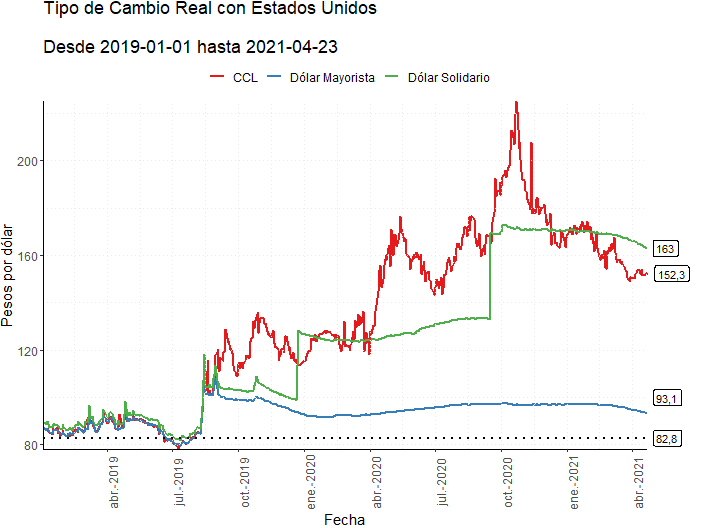 Tipo de Cambio Real con Estados Unidos
Desde 2019-01-01 hasta 2021-04-23
CCL Dólar Mayorista Dólar Solidario
Pesos por dólar
200
160
120
80
163
152,3
93,1
82,8
abr.-2019
jul.-2019
oct.-2019
ene.-2020
abr.-2020
jul.-2020
oct.-2020
ene.-2021
abr.-2021
Fecha